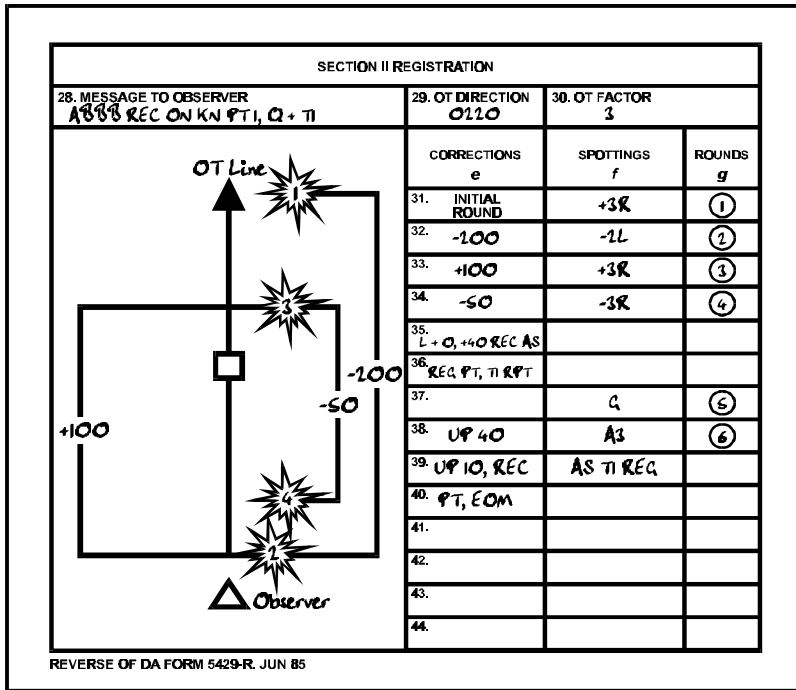 SECTION II REGISTRATION
28. MESSAGE TO OBSERVER
A8BB REC ON KN PT 1, Q + TI
29. OT DIRECTION
0220
30. OT FACTOR
3
OT Line
1
3
-200
-50
+100
4
2
Observer
CORRECTIONS
e
SPOTTINGS
f
ROUNDS
g
31. INITIAL ROUND +3R 1
32. -200 -2L 2
33. +100 +3R 3
34. -50 -3R 4
35. L + 0, +40 REC AS
36. REG PT, TI RPT
37. G 5
38. UP 40 A3 6
39. UP 10, REC AS TI REG
40. PT, EOM
41.
42.
43.
44.
REVERSE OF DA FORM 5429-R. JUN 85